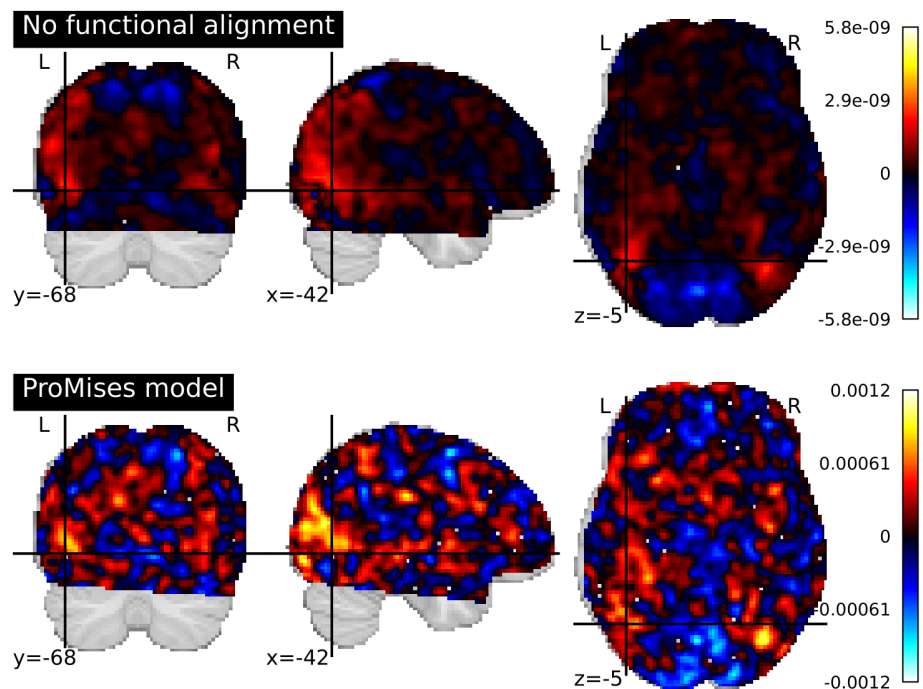 No functional alignment
L R L R
5.8e-09
2.9e-09
0
-2.9e-09
-5.8e-09
y=-68 x=-42 z=-5
ProMises model
L R L R
0.0012
0.00061
0
-0.00061
-0.0012
y=-68 x=-42 z=-5